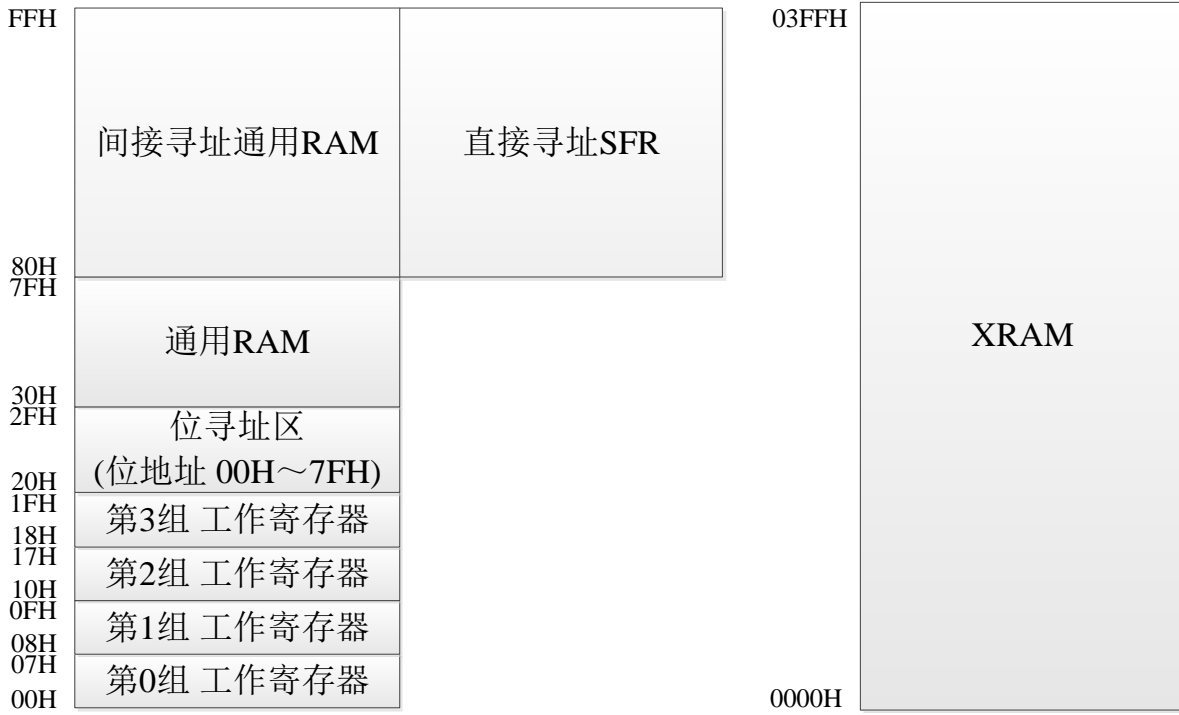 FFH
间接寻址通用RAM
直接寻址SFR
80H
7FH
通用RAM
30H
2FH
位寻址区
(位地址 00H～7FH)
20H
1FH
第3组 工作寄存器
18H
17H
第2组 工作寄存器
10H
0FH
第1组 工作寄存器
08H
07H
第0组 工作寄存器
00H
03FFH
XRAM
0000H